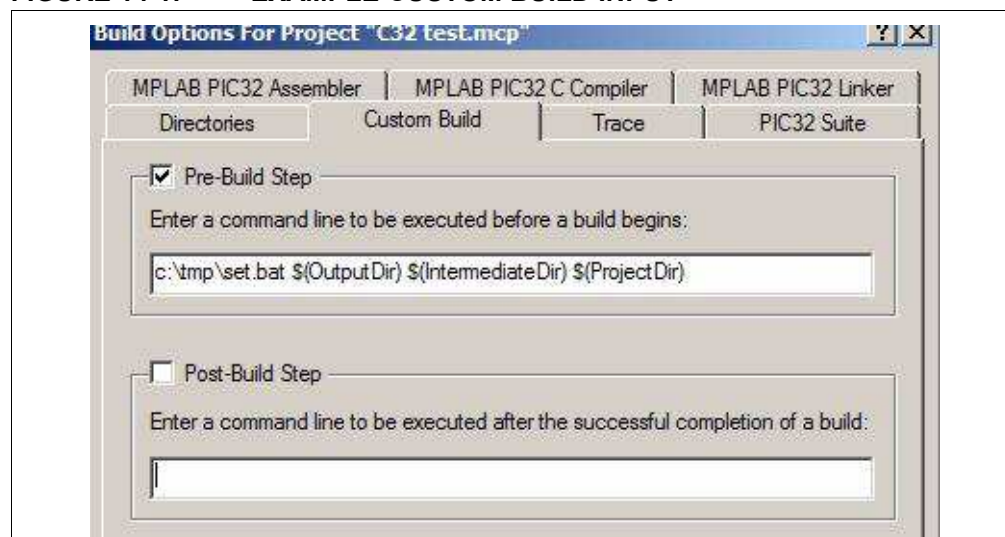 Build Options For Project "C32 test.mcp"
MPLAB PIC32 Assembler MPLAB PIC32 C Compiler MPLAB PIC32 Linker
Directories Custom Build Trace PIC32 Suite
Pre-Build Step
Enter a command line to be executed before a build begins:
c:\tmp\set.bat $(OutputDir) $(IntermediateDir) $(ProjectDir)
Post-Build Step
Enter a command line to be executed after the successful completion of a build: